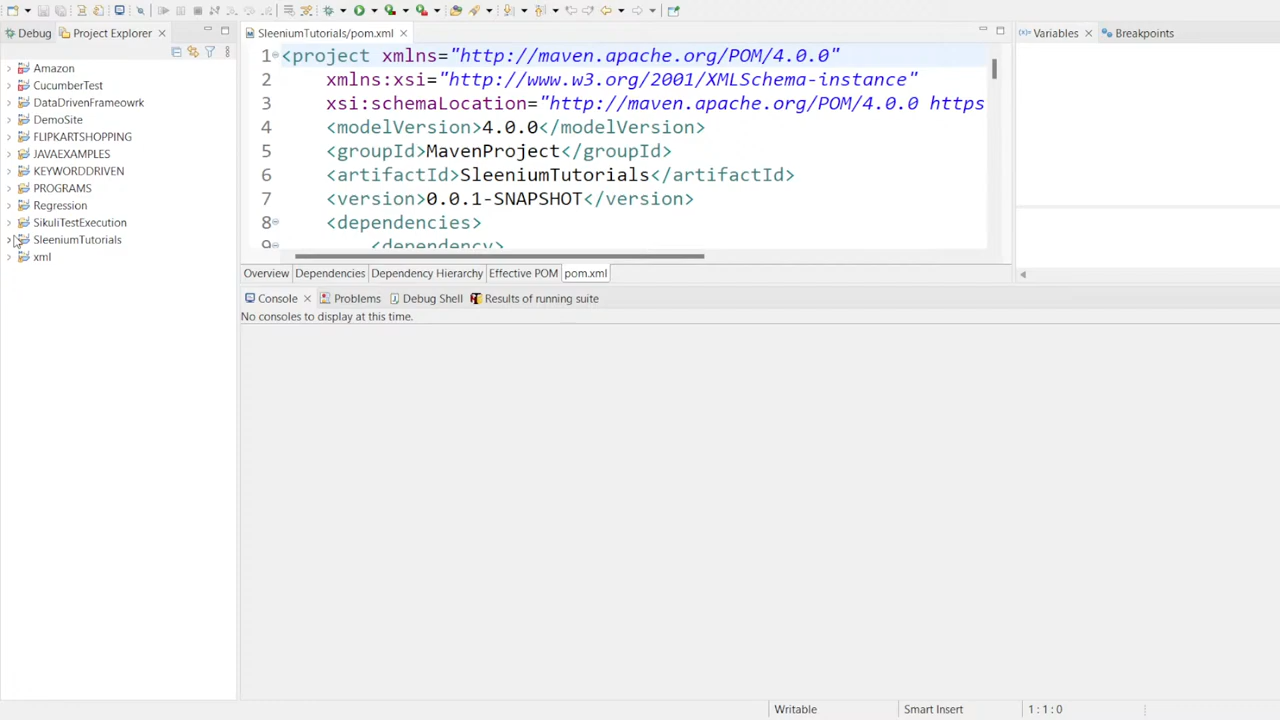 Debug
Project Explorer
SleeniumTutorials/pom.xml
Variables
Breakpoints
Amazon
CucumberTest
DataDrivenFrameowrk
DemoSite
FLIPKARTSHOPPING
JAVAEXAMPLES
KEYWORDDRIVEN
PROGRAMS
Regression
SikuliTestExecution
SleeniumTutorials
xml
1 <project xmlns="http://maven.apache.org/POM/4.0.0"
2 xmlns:xsi="http://www.w3.org/2001/XMLSchema-instance"
3 xsi:schemaLocation="http://maven.apache.org/POM/4.0.0 https
4 <modelVersion>4.0.0</modelVersion>
5 <groupId>MavenProject</groupId>
6 <artifactId>SleeniumTutorials</artifactId>
7 <version>0.0.1-SNAPSHOT</version>
8 <dependencies>
9 <dependency>
Overview Dependencies Dependency Hierarchy Effective POM pom.xml
Console Problems Debug Shell Results of running suite
No consoles to display at this time.
Writable Smart Insert 1:1:0